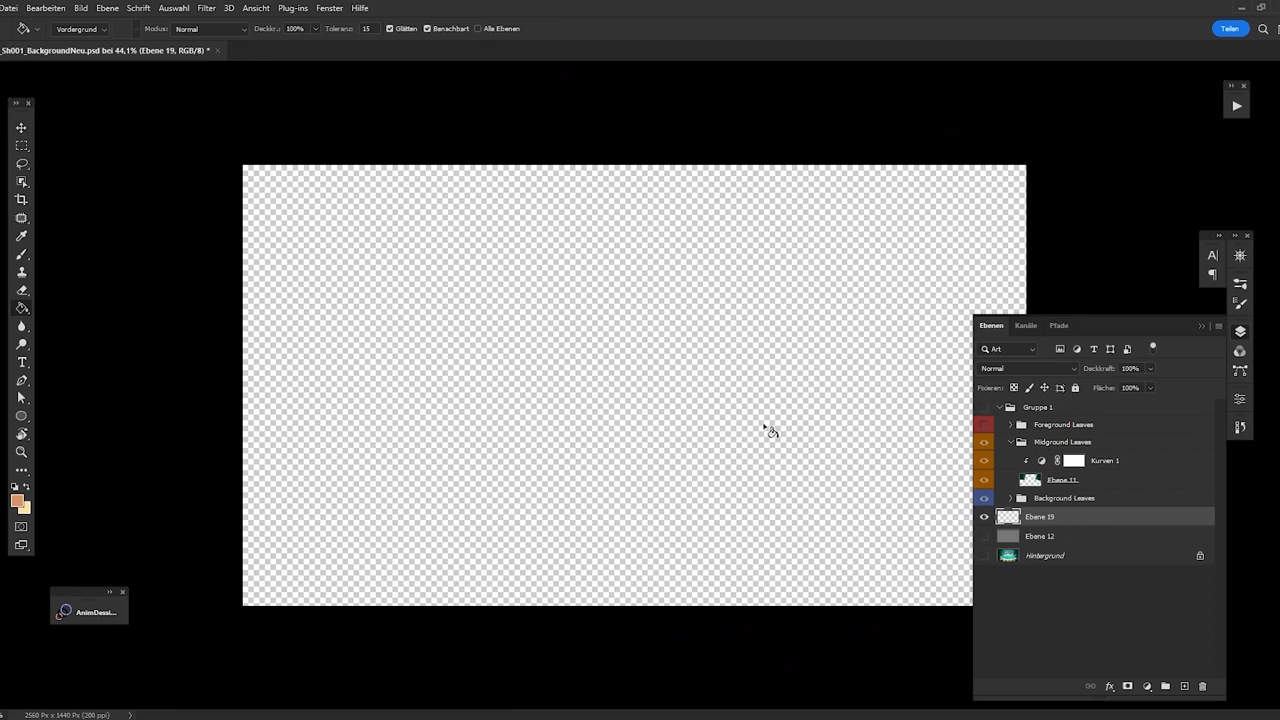 Datei Bearbeiten Bild Ebene Schrift Auswahl Filter 3D Ansicht Plug-ins Fenster Hilfe
Vordergrund Modus: Normal Deckkr.: 100% Toleranz: 15 Glätten Benachbart Alle Ebenen Teilen
_Sh001_BackgroundNeu.psd bei 44,1% (Ebene 19, RGB/8) *
Ebenen Kanäle Pfade
Art
Normal Deckkraft: 100%
Fixieren: Fläche: 100%
Gruppe 1
Foreground Leaves
Midground Leaves
Kurven 1
Ebene 11
Background Leaves
Ebene 19
Ebene 12
Hintergrund
AnimDessi...
2560 Px x 1440 Px (200 ppi)